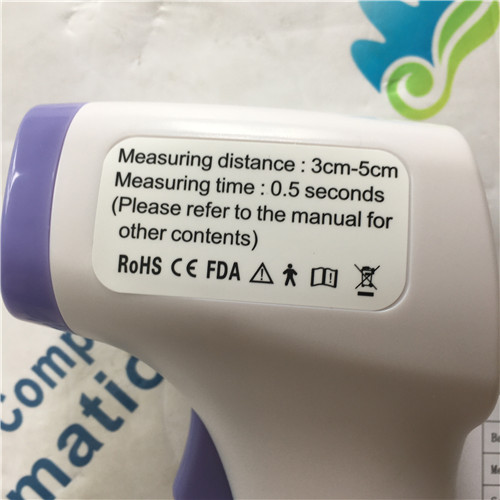 Measuring distance : 3cm-5cm
Measuring time : 0.5 seconds
(Please refer to the manual for
other contents)
RoHS CE FDA
Comp
matic